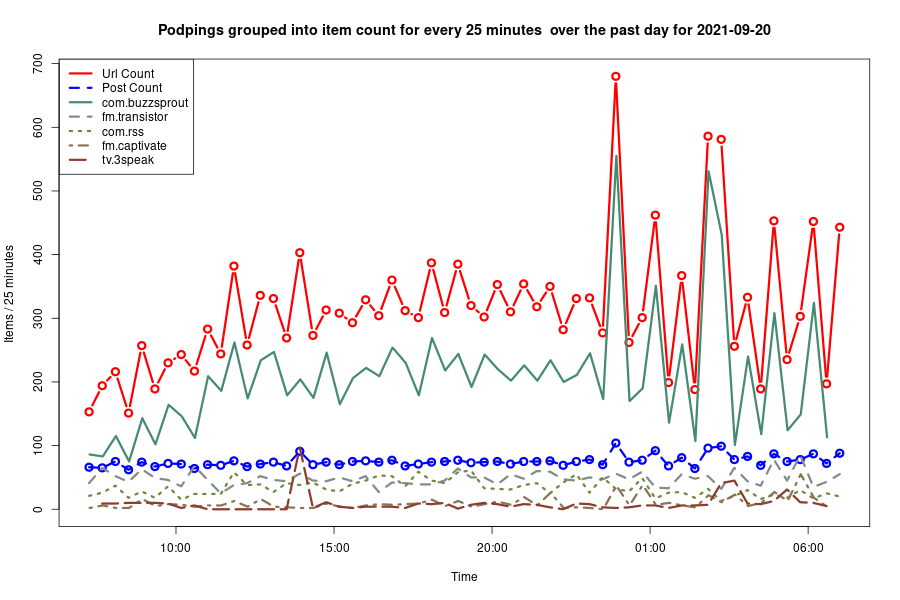 Podpings grouped into item count for every 25 minutes  over the past day for 2021-09-20
Url Count
Post Count
com.buzzsprout
fm.transistor
com.rss
fm.captivate
tv.3speak
Items / 25 minutes
700
600
500
400
300
200
100
0
10:00 15:00 20:00 01:00 06:00
Time